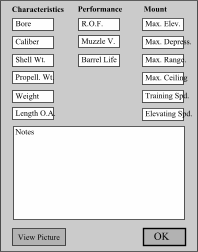 Characteristics Performance Mount
Bore R.O.F. Max. Elev.
Caliber Muzzle V. Max. Depress.
Shell Wt. Barrel Life Max. Range.
Propell. Wt Max. Ceiling
Weight Training Spd.
Length O.A. Elevating Spd.
Notes
View Picture OK